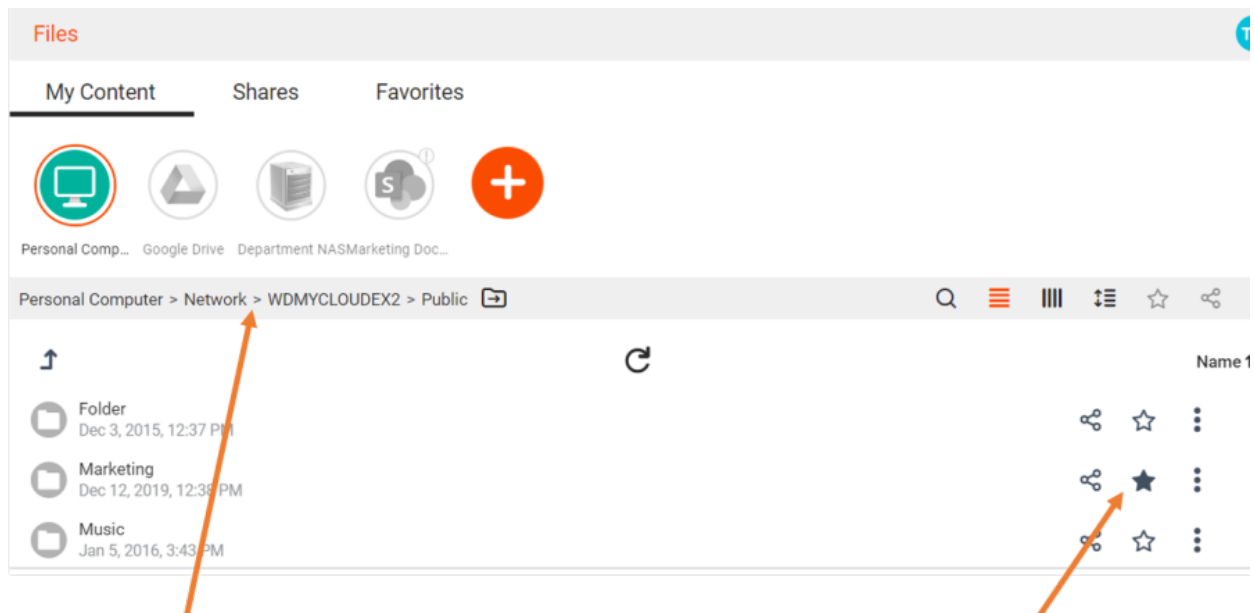 Files
T
My Content Shares Favorites
S
Personal Comp... Google Drive Department NASMarketing Doc...
Personal Computer > Network > WDMYCLOUDEX2 > Public
Name
Folder
Dec 3, 2015, 12:37 PM
Marketing
Dec 12, 2019, 12:38 PM
Music
Jan 5, 2016, 3:43 PM